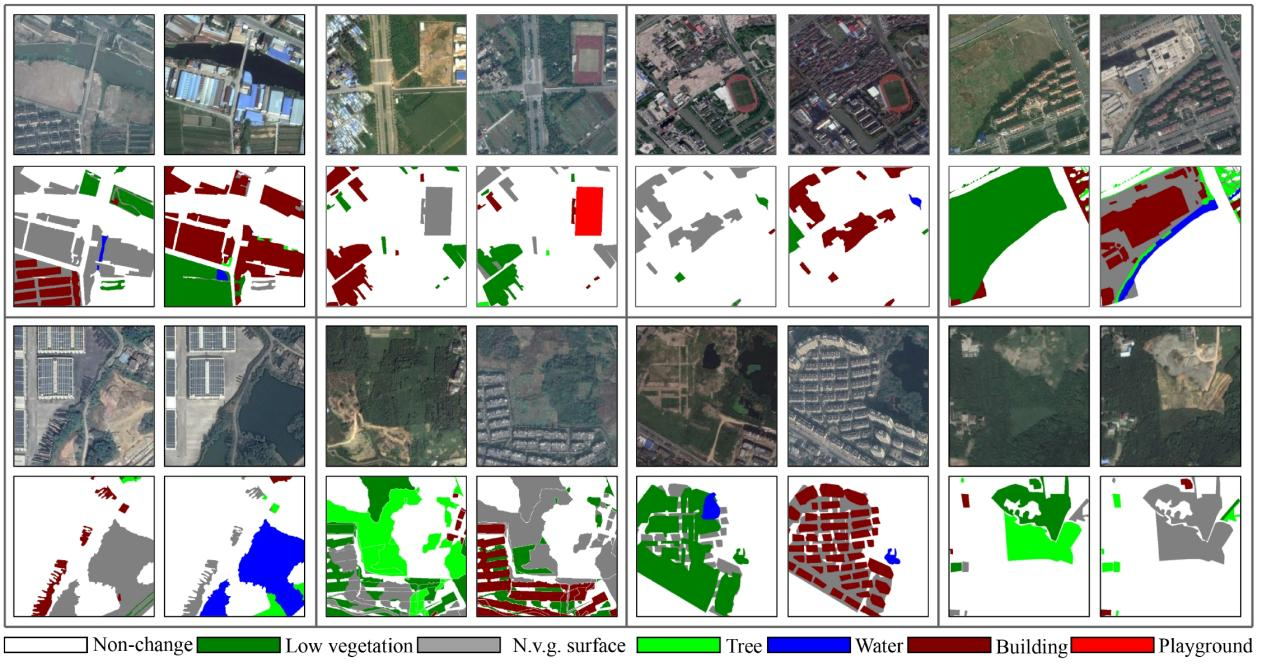 Non-change Low vegetation N.v.g. surface Tree Water Building Playground